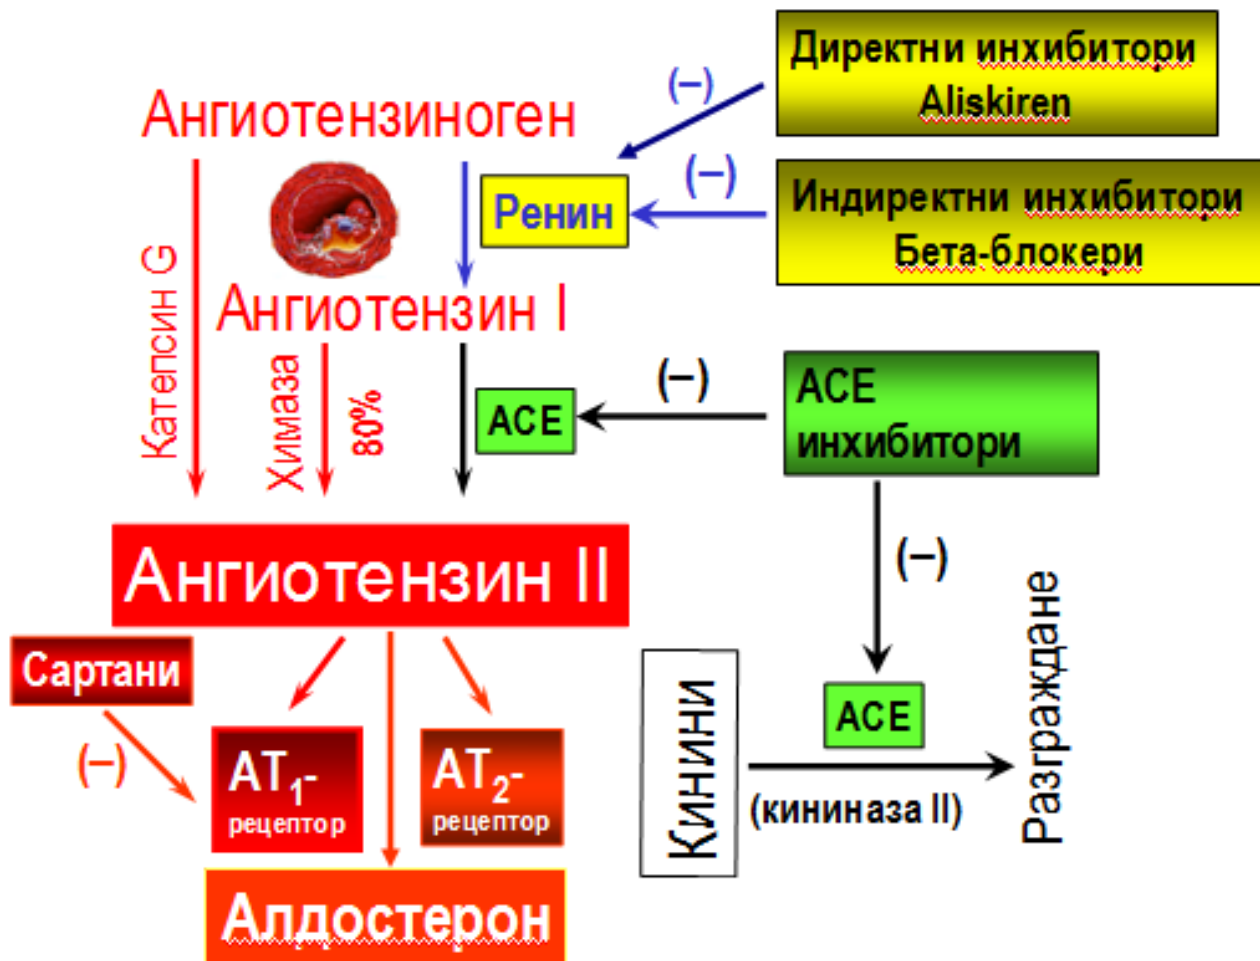 Директни инхибитори
Aliskiren
(–)
Ангиотензиноген
(–)
Ренин
Индиректни инхибитори
Бета-блокери
Катепсин G
Ангиотензин I
Химаза
80%
ACE
(–)
ACE
инхибитори
(–)
Ангиотензин II
Сартани
(–)
AT1-
рецептор
AT2-
рецептор
Алдостерон
Кинини
ACE
(кининаза II)
Разграждане